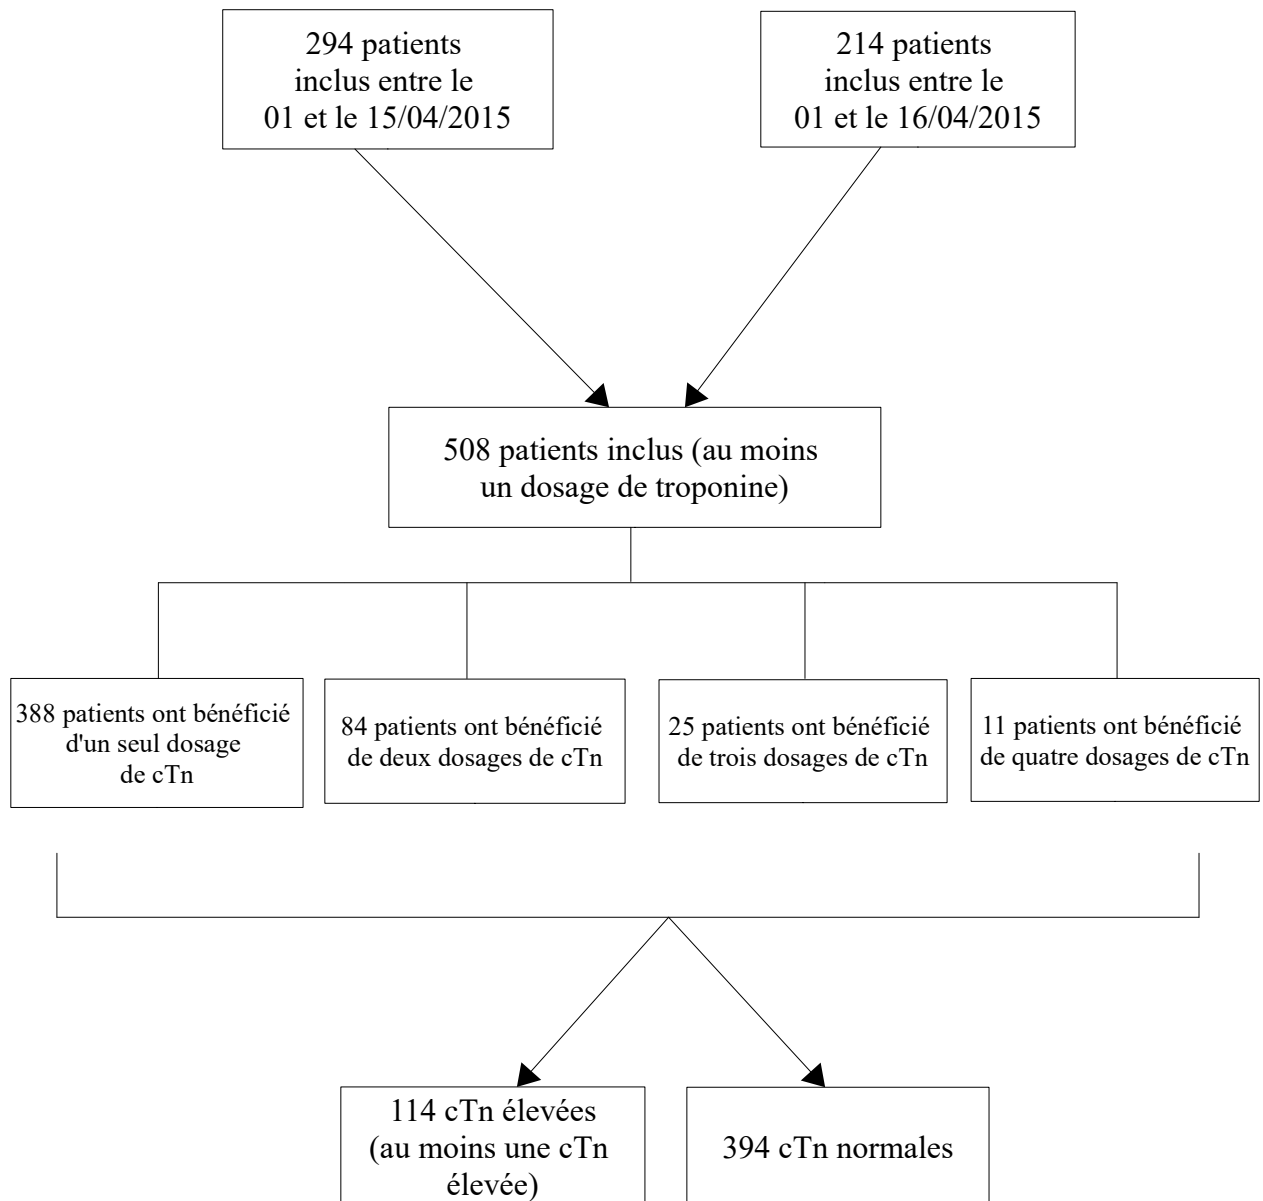 294 patients
inclus entre le
01 et le 15/04/2015
214 patients
inclus entre le
01 et le 16/04/2015
508 patients inclus (au moins
un dosage de troponine)
388 patients ont bénéficié
d'un seul dosage
de cTn
84 patients ont bénéficié
de deux dosages de cTn
25 patients ont bénéficié
de trois dosages de cTn
11 patients ont bénéficié
de quatre dosages de cTn
114 cTn élevées
(au moins une cTn
élevée)
394 cTn normales